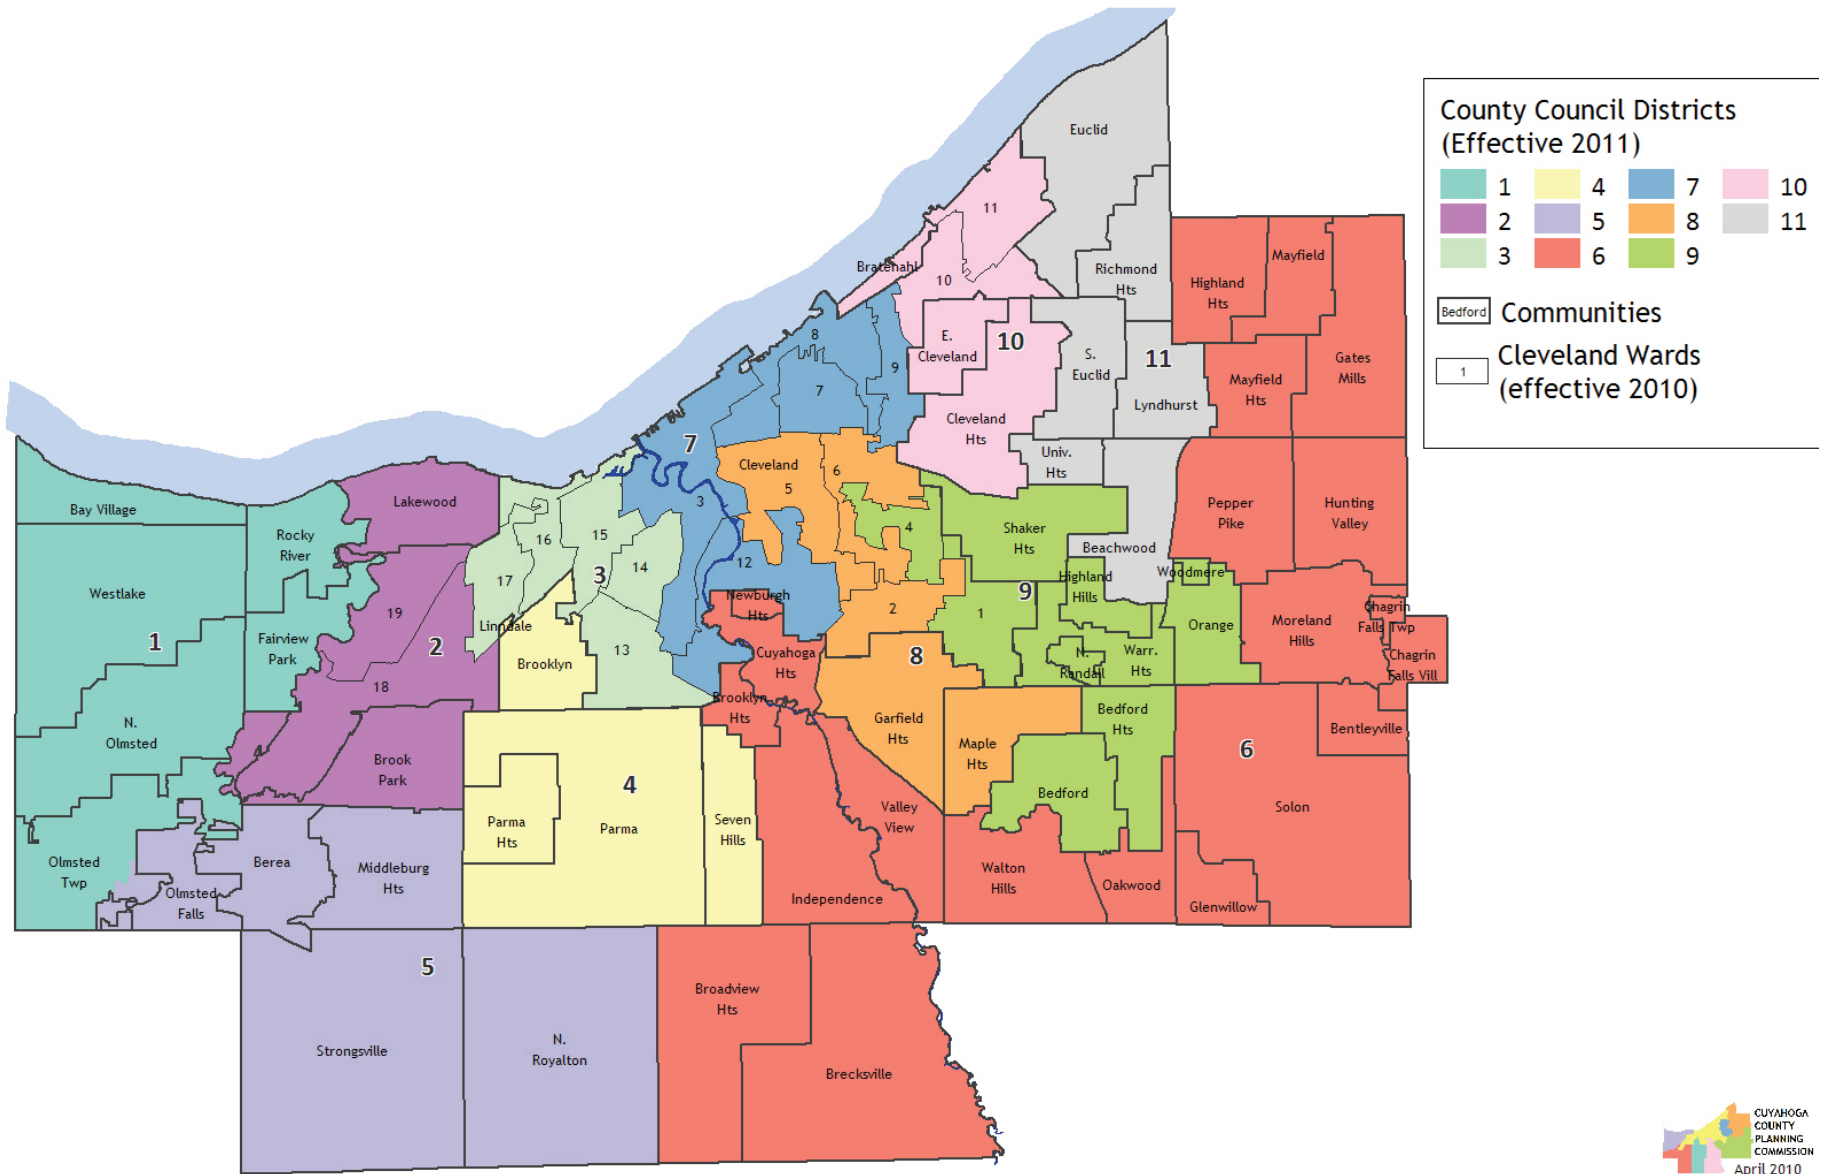 County Council Districts
(Effective 2011)
1 4 7 10
2 5 8 11
3 6 9
Bedford Communities
1 Cleveland Wards
(effective 2010)
Euclid
11
Bratenahl
10
Richmond
Hts
Highland
Hts
Mayfield
8
E.
Cleveland
10
S.
Euclid
11
Gates
Mills
9
7
Mayfield
Hts
Lyndhurst
Cleveland
Hts
7
Cleveland
6
5
Univ.
Hts
3
Lakewood
Bay Village
Rocky
River
Pepper
Pike
Hunting
Valley
4
Shaker
Hts
16
15
Beachwood
12
14
3
17
Highland
Hills
Woodmere
Westlake
19
Newburgh
Hts
2
1
9
Chagrin
Falls Twp
Moreland
Hills
Orange
Linndale
1
2
Fairview
Park
Brooklyn
13
Cuyahoga
Hts
8
N.
Randall
Warr.
Hts
Chagrin
Falls Vill
18
Brooklyn
Hts
Garfield
Hts
Bedford
Hts
Bentleyville
N.
Olmsted
Maple
Hts
6
Brook
Park
4
Bedford
Solon
Valley
View
Parma
Hts
Parma
Seven
Hills
Olmsted
Twp
Berea
Middleburg
Hts
Walton
Hills
Oakwood
Olmsted
Falls
Independence
Glenwillow
5
Broadview
Hts
Strongsville
N.
Royalton
Brecksville
CUYAHOGA
COUNTY
PLANNING
COMMISSION
April 2010